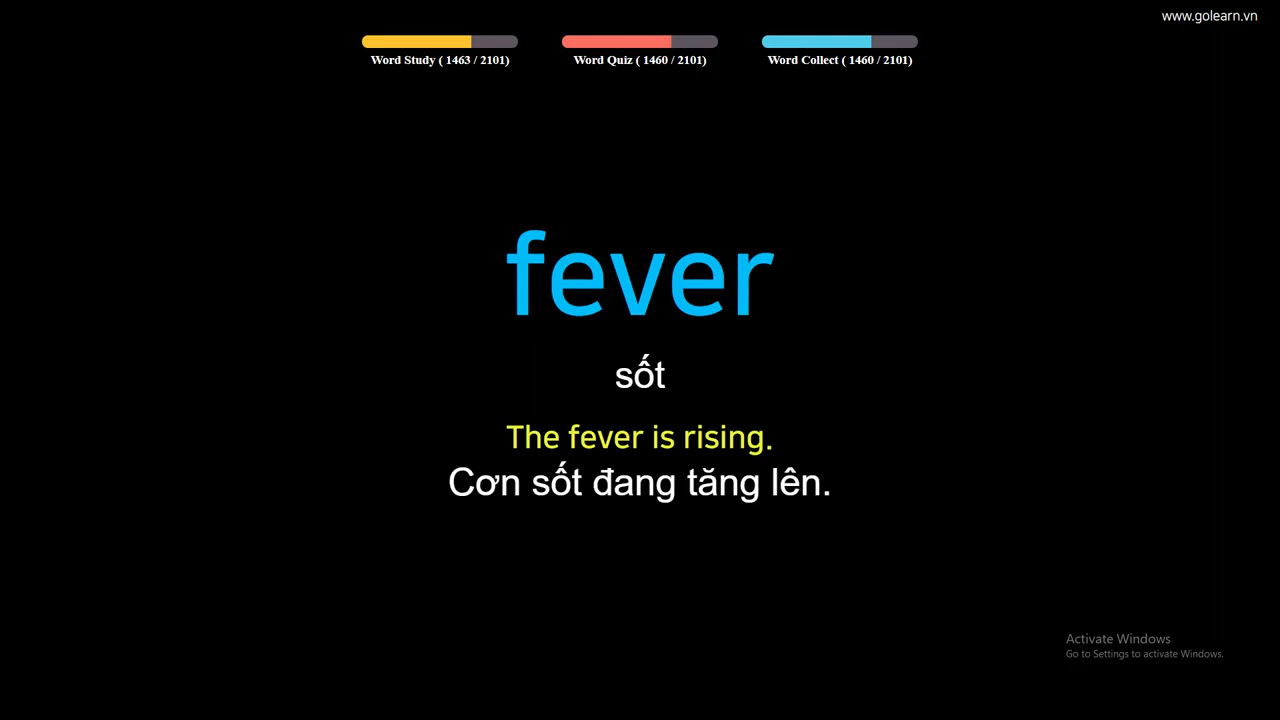 www.golearn.vn
Word Study ( 1463 / 2101)
Word Quiz ( 1460 / 2101)
Word Collect ( 1460 / 2101)
fever
sốt
The fever is rising.
Cơn sốt đang tăng lên.
Activate Windows
Go to Settings to activate Windows.